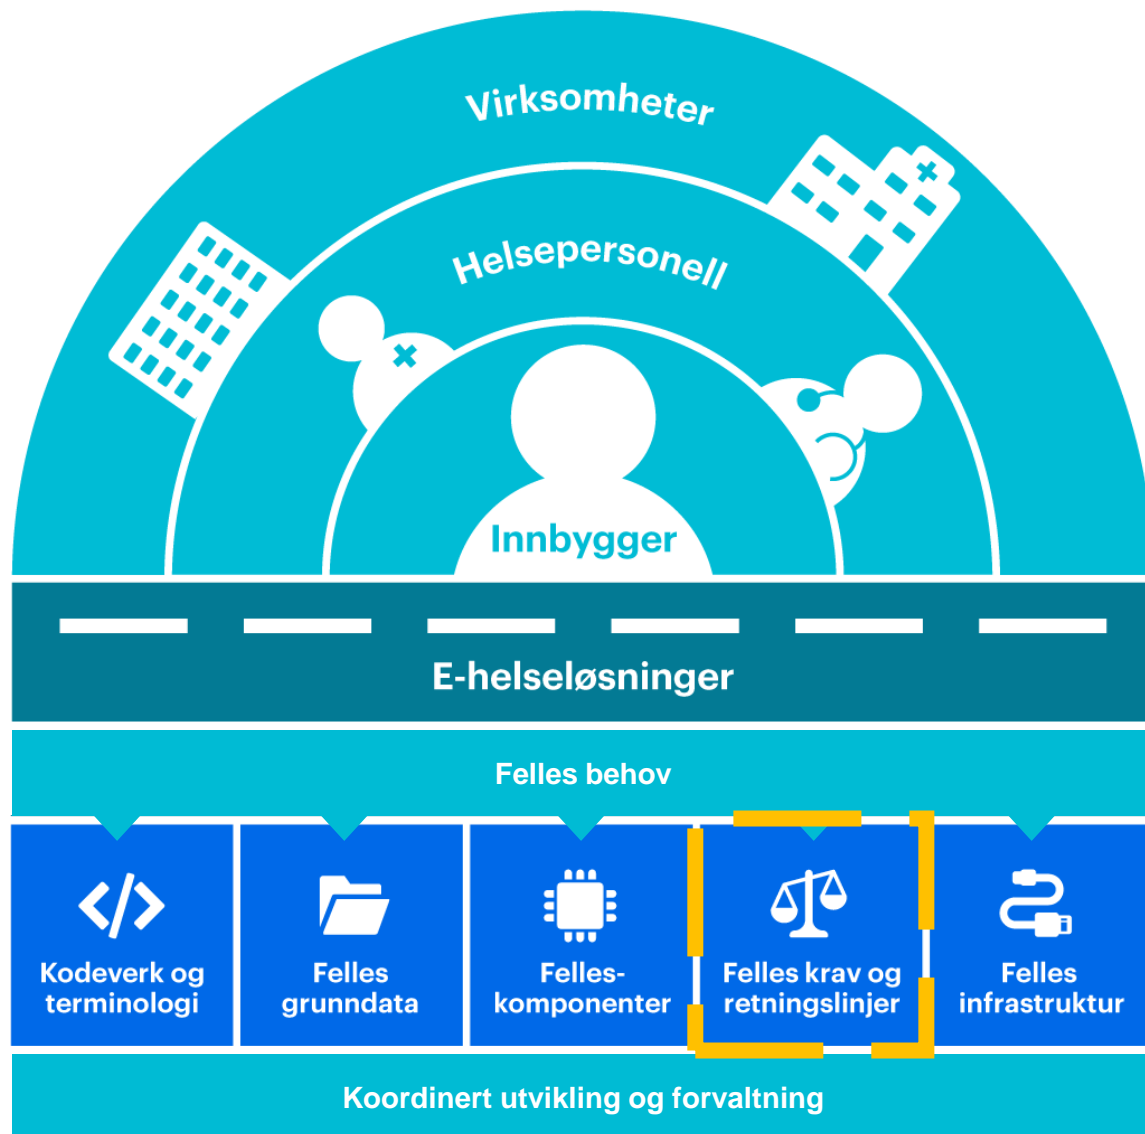 Virksomheter
Helsepersonell
Innbygger
E-helseløsninger
Felles behov
Kodeverk og
terminologi
Felles
grunndata
Felles-
komponenter
Felles krav og
retningslinjer
Felles
infrastruktur
Koordinert utvikling og forvaltning